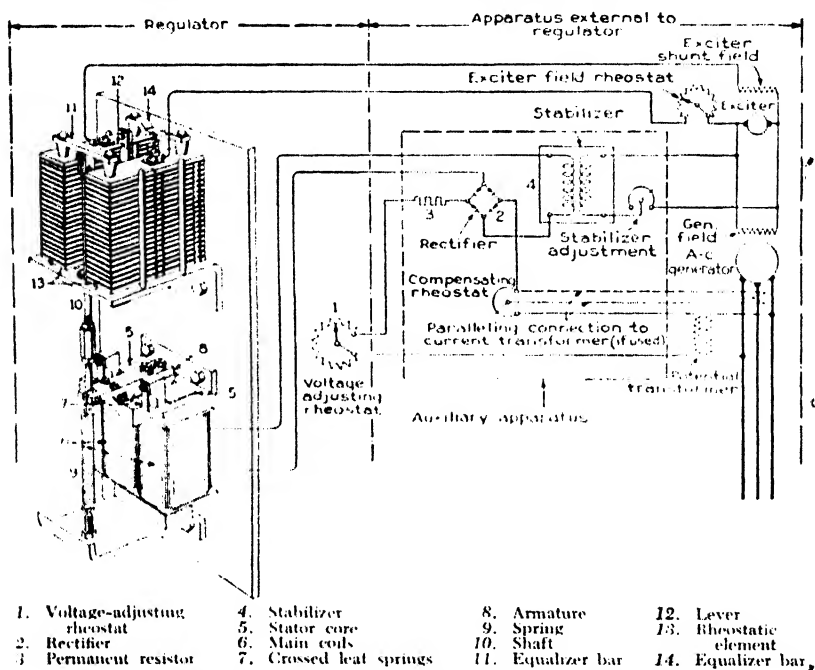 Regulator
Apparatus external to
regulator
Exciter
shunt field
Exciter field rheostat
Exciter
Stabilizer
11
12
14
4
3
2
Rectifier
Stabilizer
adjustment
Gen.
field
A-c
generator
13
10
Compensating
rheostat
Paralleling connection to
current transformer (if used)
1
5
8
7
5
9
Voltage
adjusting
rheostat
Potential
transformer
Auxiliary apparatus
1. Voltage-adjusting 4. Stabilizer 8. Armature 12. Lever
rheostat 5. Stator core 9. Spring 13. Rheostatic
2. Rectifier 6. Main coils 10. Shaft element
3 Permanent resistor 7. Crossed leaf springs 11. Equalizer bar 14. Equalizer bar